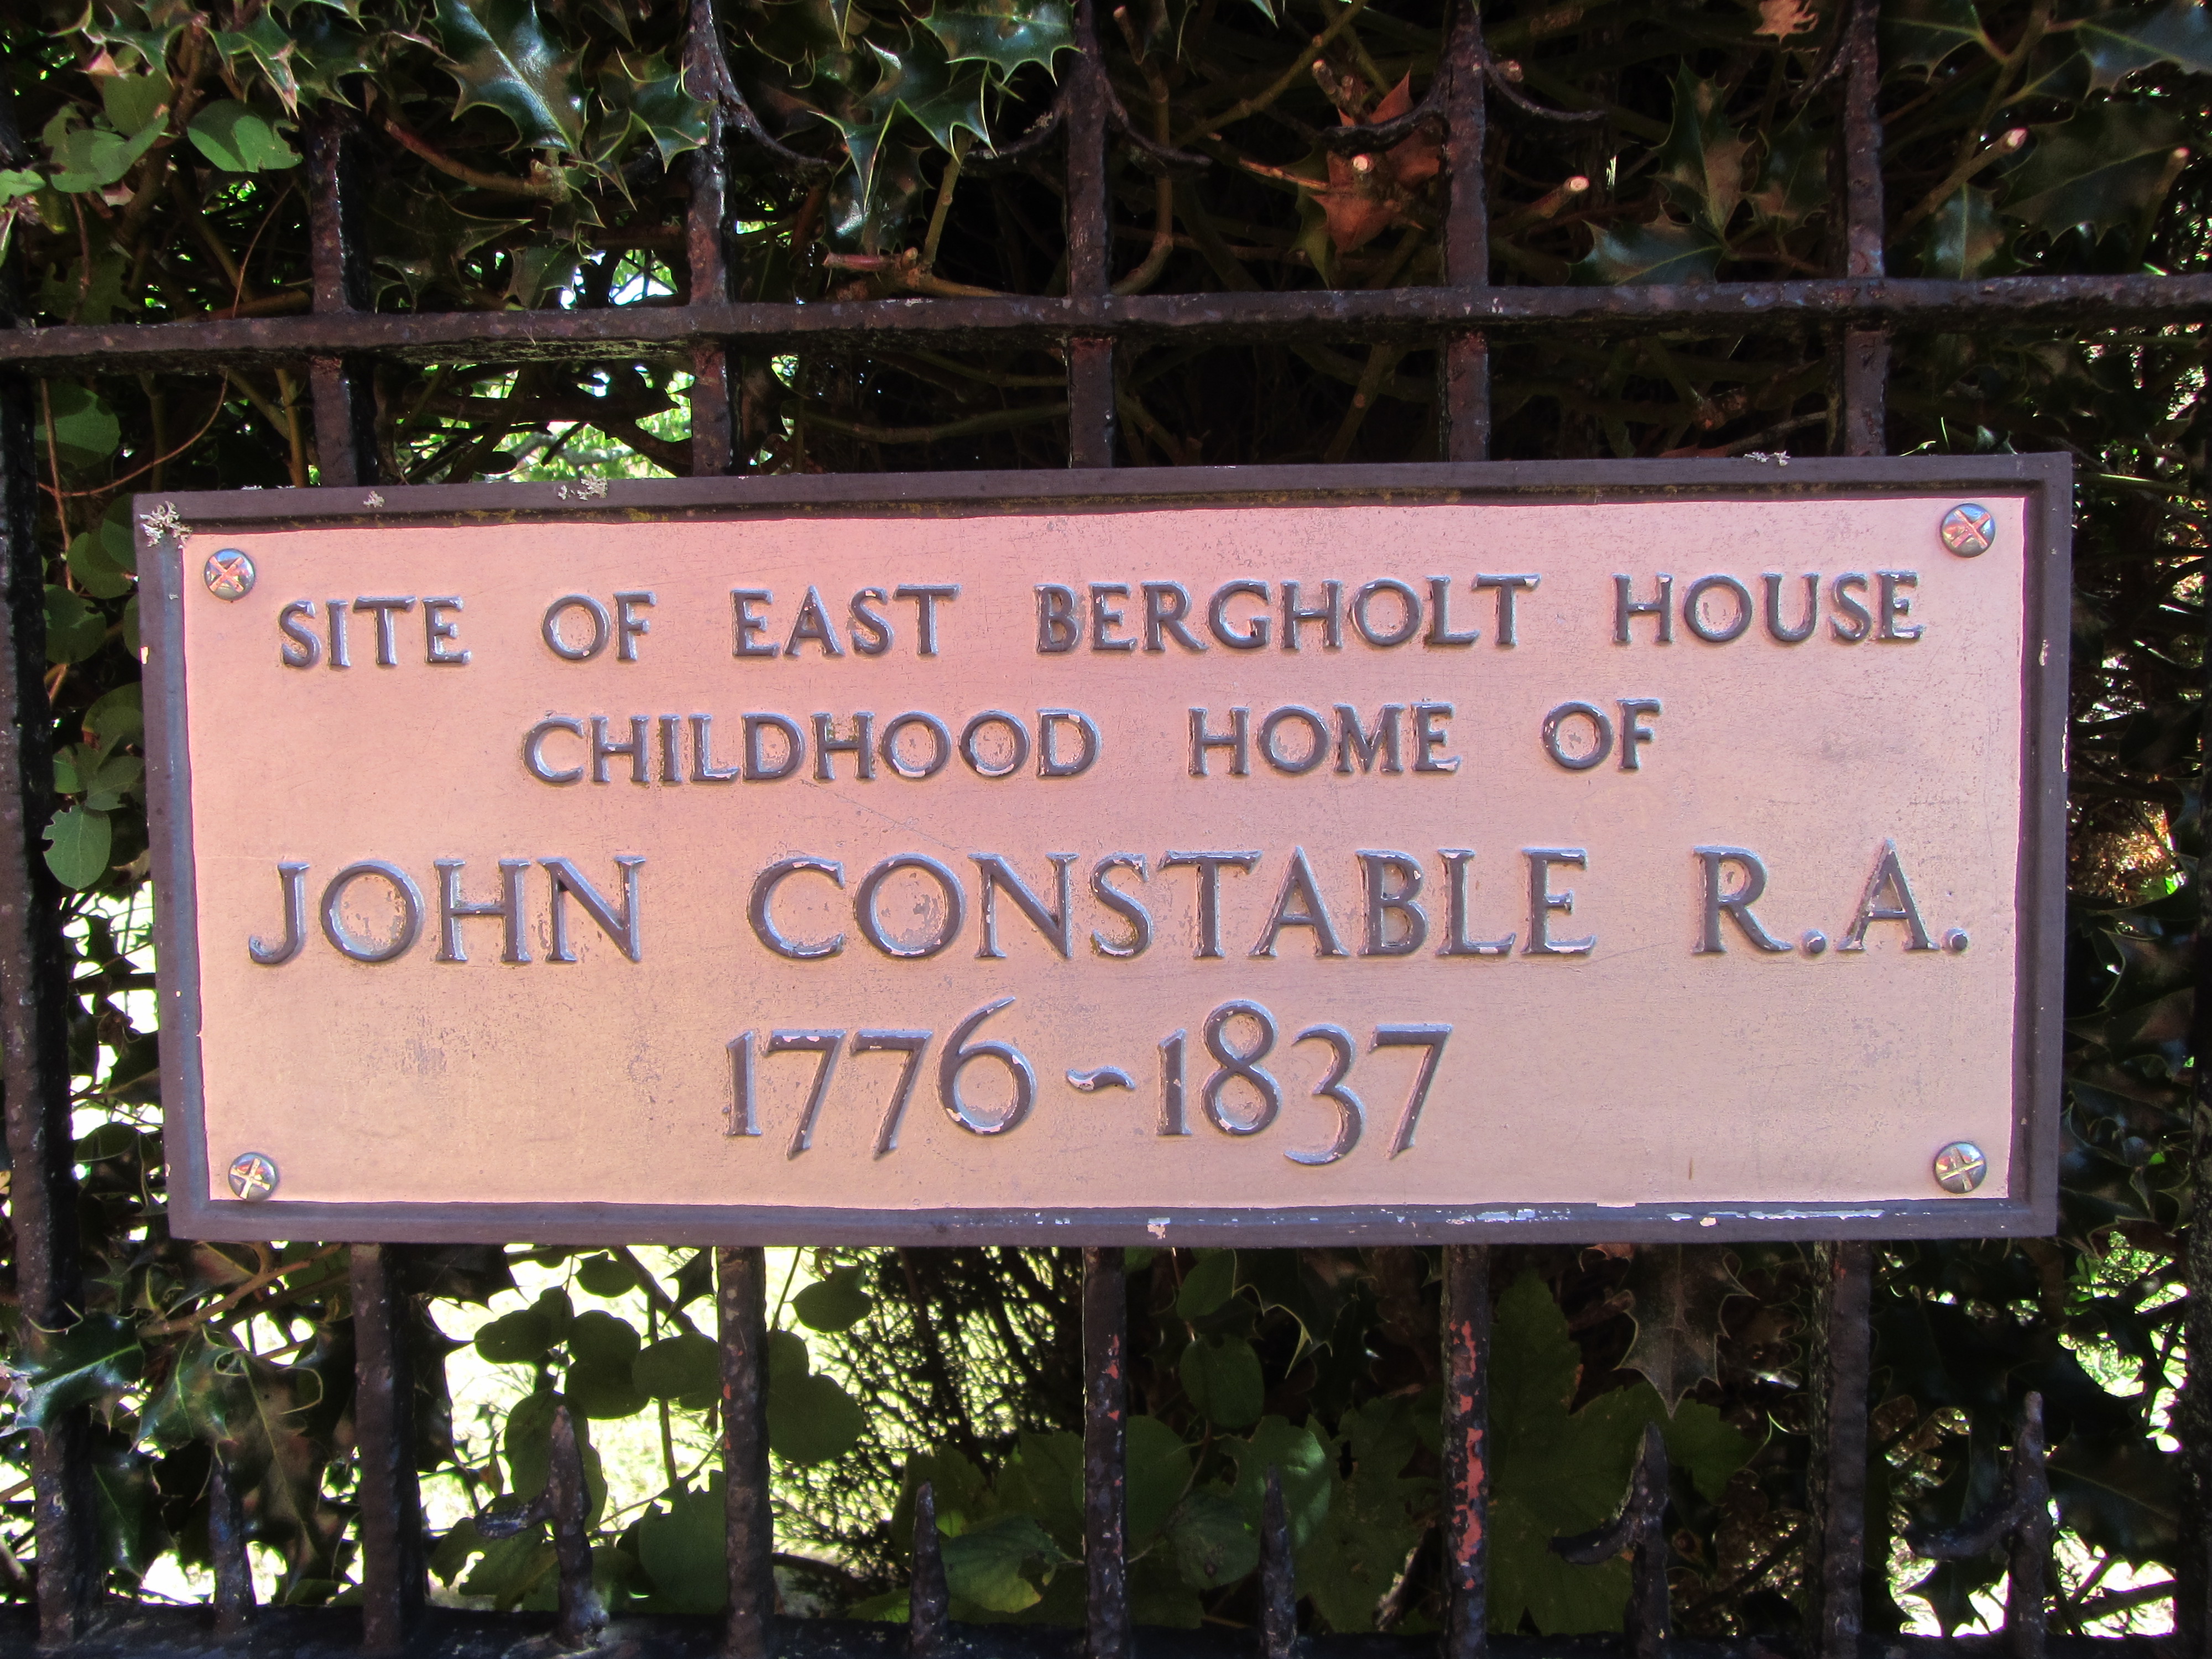 SITE OF EAST BERGHOLT HOUSE
CHILDHOOD HOME OF
JOHN CONSTABLE R.A.
1776~1837